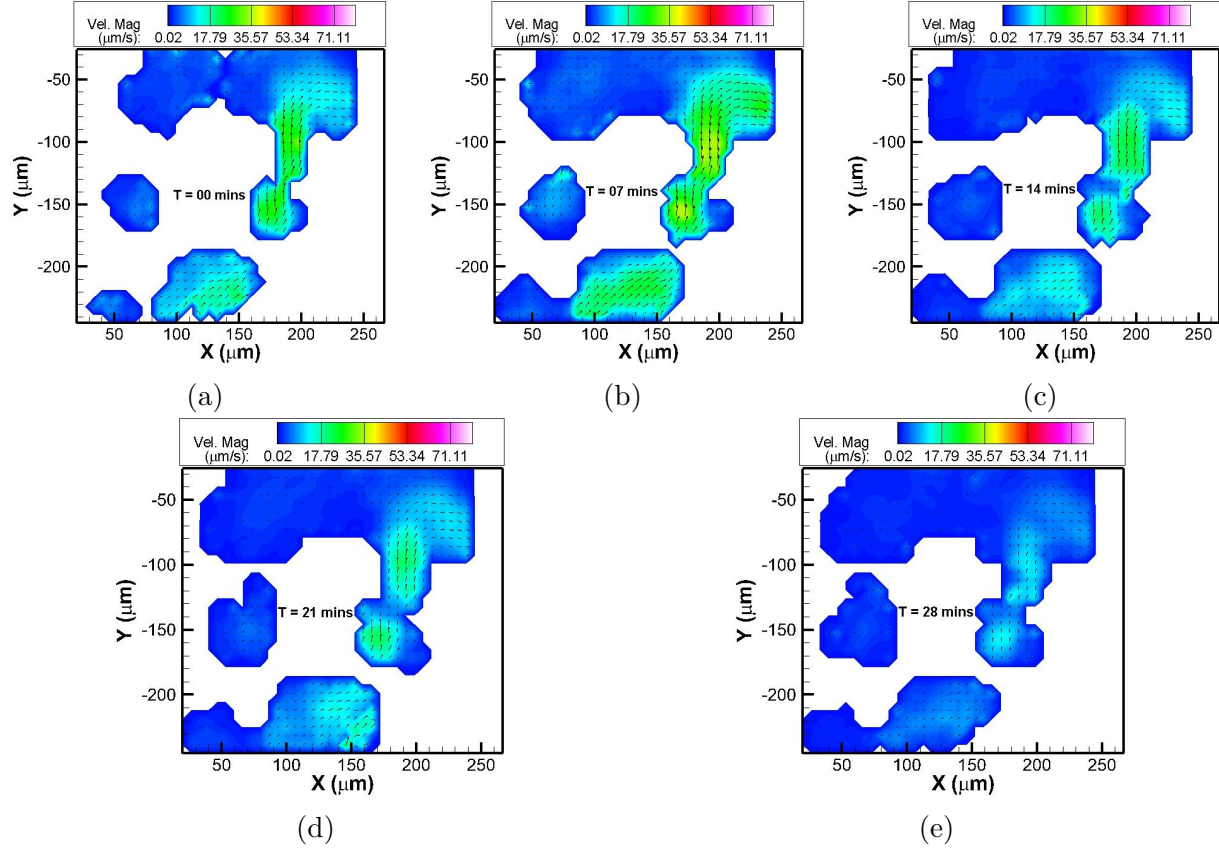 Vel. Mag
(μm/s): 0.02 17.79 35.57 53.34 71.11
-50
-100
-150
-200
Y (μm)
T = 00 mins
50 100 150 200 250
X (μm)
(a)
Vel. Mag
(μm/s): 0.02 17.79 35.57 53.34 71.11
-50
-100
-150
-200
Y (μm)
T = 07 mins
50 100 150 200 250
X (μm)
(b)
Vel. Mag
(μm/s): 0.02 17.79 35.57 53.34 71.11
-50
-100
-150
-200
Y (μm)
T = 14 mins
50 100 150 200 250
X (μm)
(c)
Vel. Mag
(μm/s): 0.02 17.79 35.57 53.34 71.11
-50
-100
-150
-200
Y (μm)
T = 21 mins
50 100 150 200 250
X (μm)
(d)
Vel. Mag
(μm/s): 0.02 17.79 35.57 53.34 71.11
-50
-100
-150
-200
Y (μm)
T = 28 mins
50 100 150 200 250
X (μm)
(e)